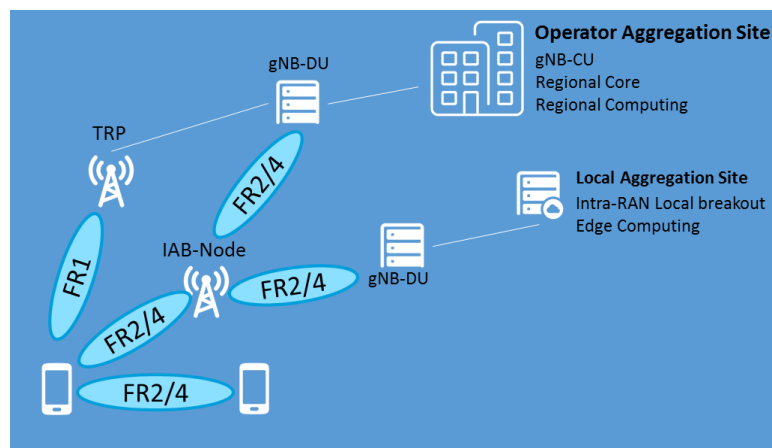 Operator Aggregation Site
gNB-CU
Regional Core
Regional Computing
gNB-DU
TRP
FR2/4
Local Aggregation Site
Intra-RAN Local breakout
Edge Computing
IAB-Node
FR1
FR2/4
gNB-DU
FR2/4
FR2/4